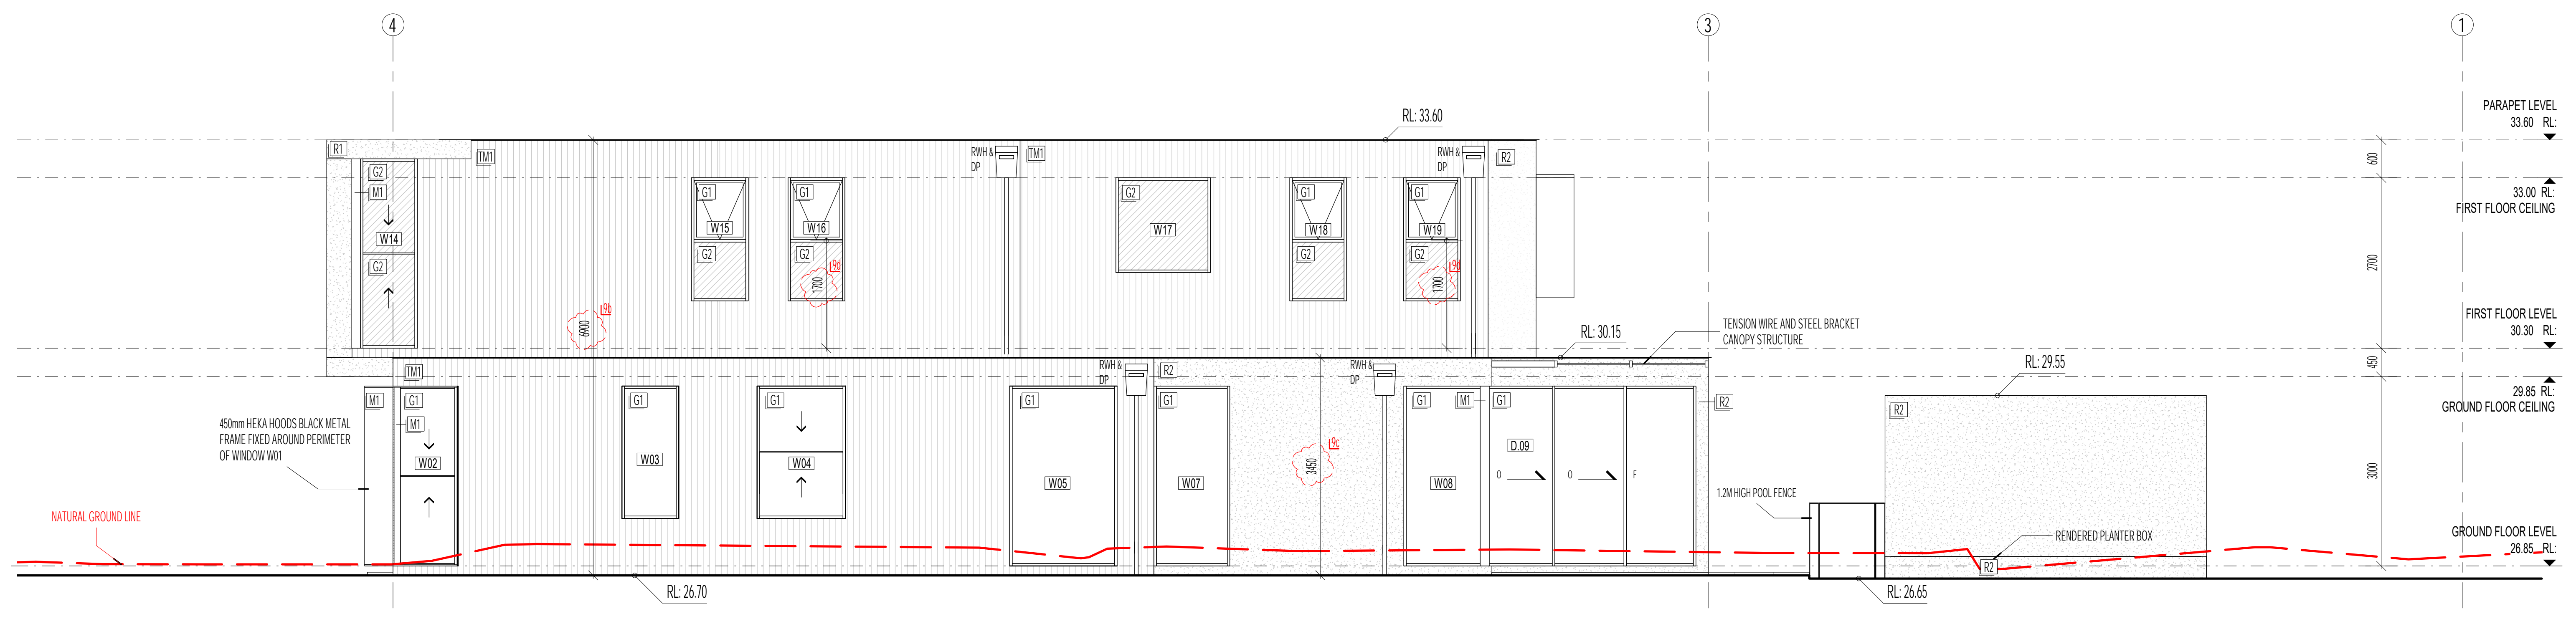 4
3
1
RL: 33.60
PARAPET LEVEL
33.60 RL:
R1
TM1
RWH &
DP
TM1
RWH &
DP
R2
600
G2
M1
W14
G2
G1
W15
G2
G1
W16
G2
1700
9d
G2
W17
G1
W18
G2
G1
W19
G2
1700
9d
33.00 RL:
FIRST FLOOR CEILING
2700
6900
9b
RL: 30.15
TENSION WIRE AND STEEL BRACKET
CANOPY STRUCTURE
FIRST FLOOR LEVEL
30.30 RL:
450
RL: 29.55
29.85 RL:
GROUND FLOOR CEILING
TM1
RWH &
DP
R2
RWH &
DP
M1
G1
M1
W02
G1
W03
G1
W04
G1
W05
G1
W07
3450
9c
G1
W08
M1
G1
D.09
O
O
F
R2
R2
450mm HEKA HOODS BLACK METAL
FRAME FIXED AROUND PERIMETER
OF WINDOW W01
3000
1.2M HIGH POOL FENCE
NATURAL GROUND LINE
RENDERED PLANTER BOX
R2
GROUND FLOOR LEVEL
26.85 RL:
RL: 26.70
RL: 26.65